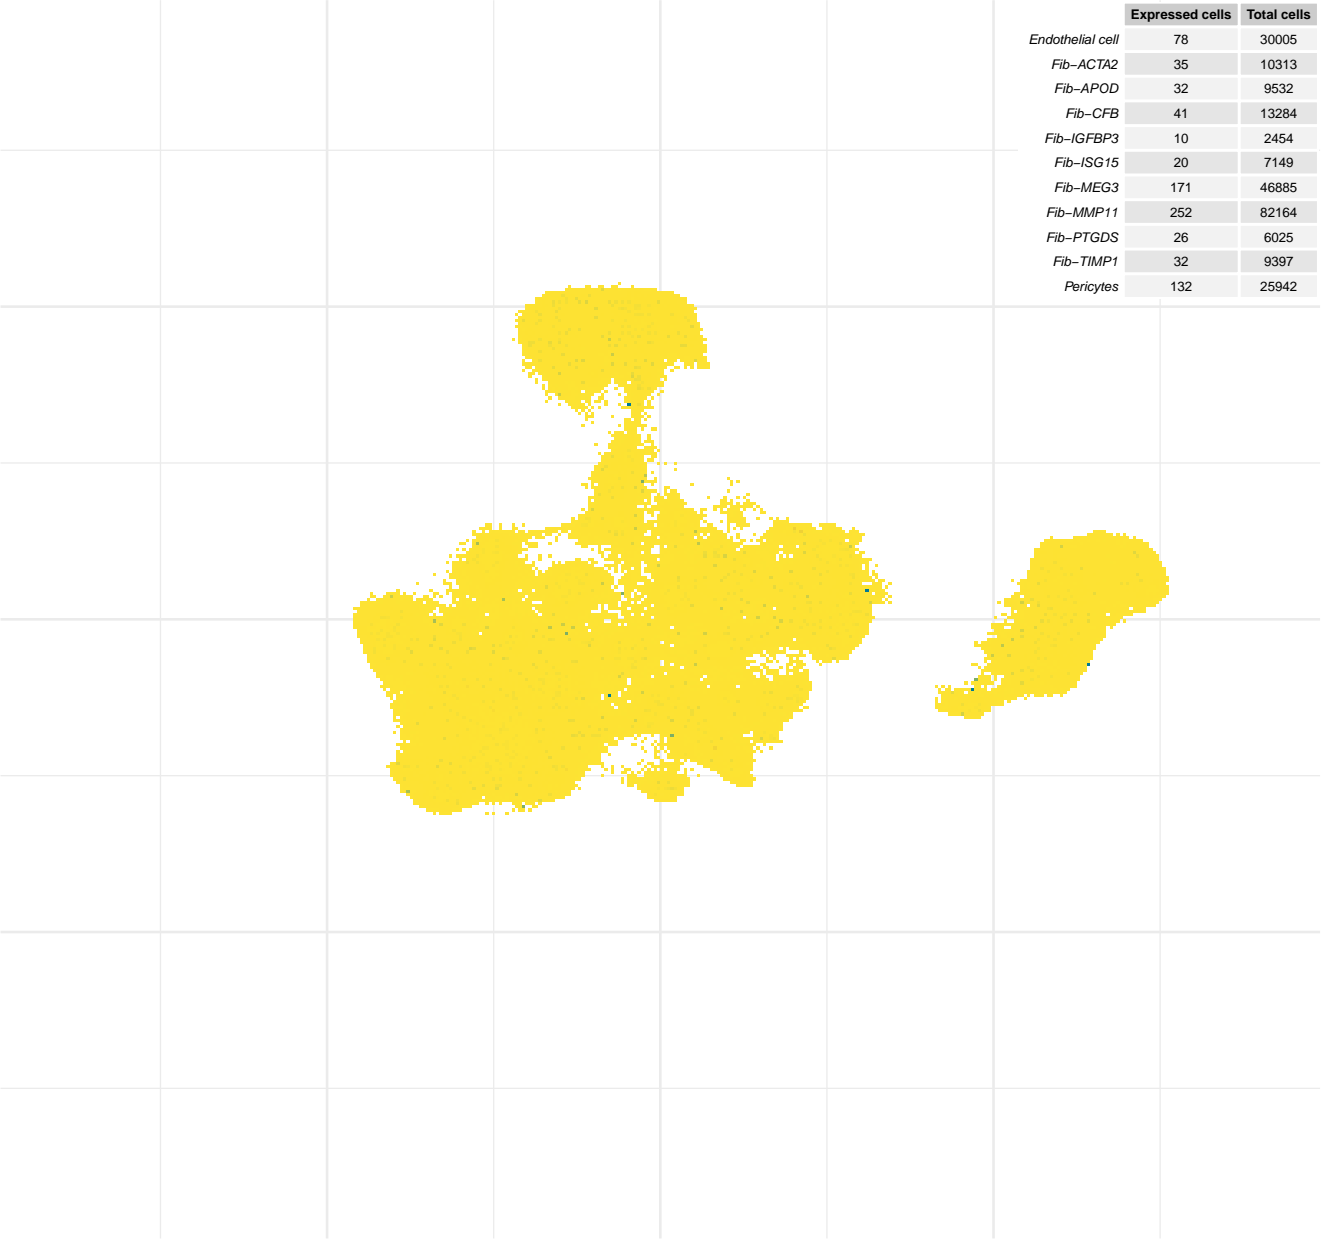 Expressed cells Total cells
Endothelial cell 78 30005
Fib−ACTA2 35 10313
Fib−APOD 32 9532
Fib−CFB 41 13284
Fib−IGFBP3 10 2454
Fib−ISG15 20 7149
Fib−MEG3 171 46885
Fib−MMP11 252 82164
Fib−PTGDS 26 6025
Fib−TIMP1 32 9397
Pericytes 132 25942